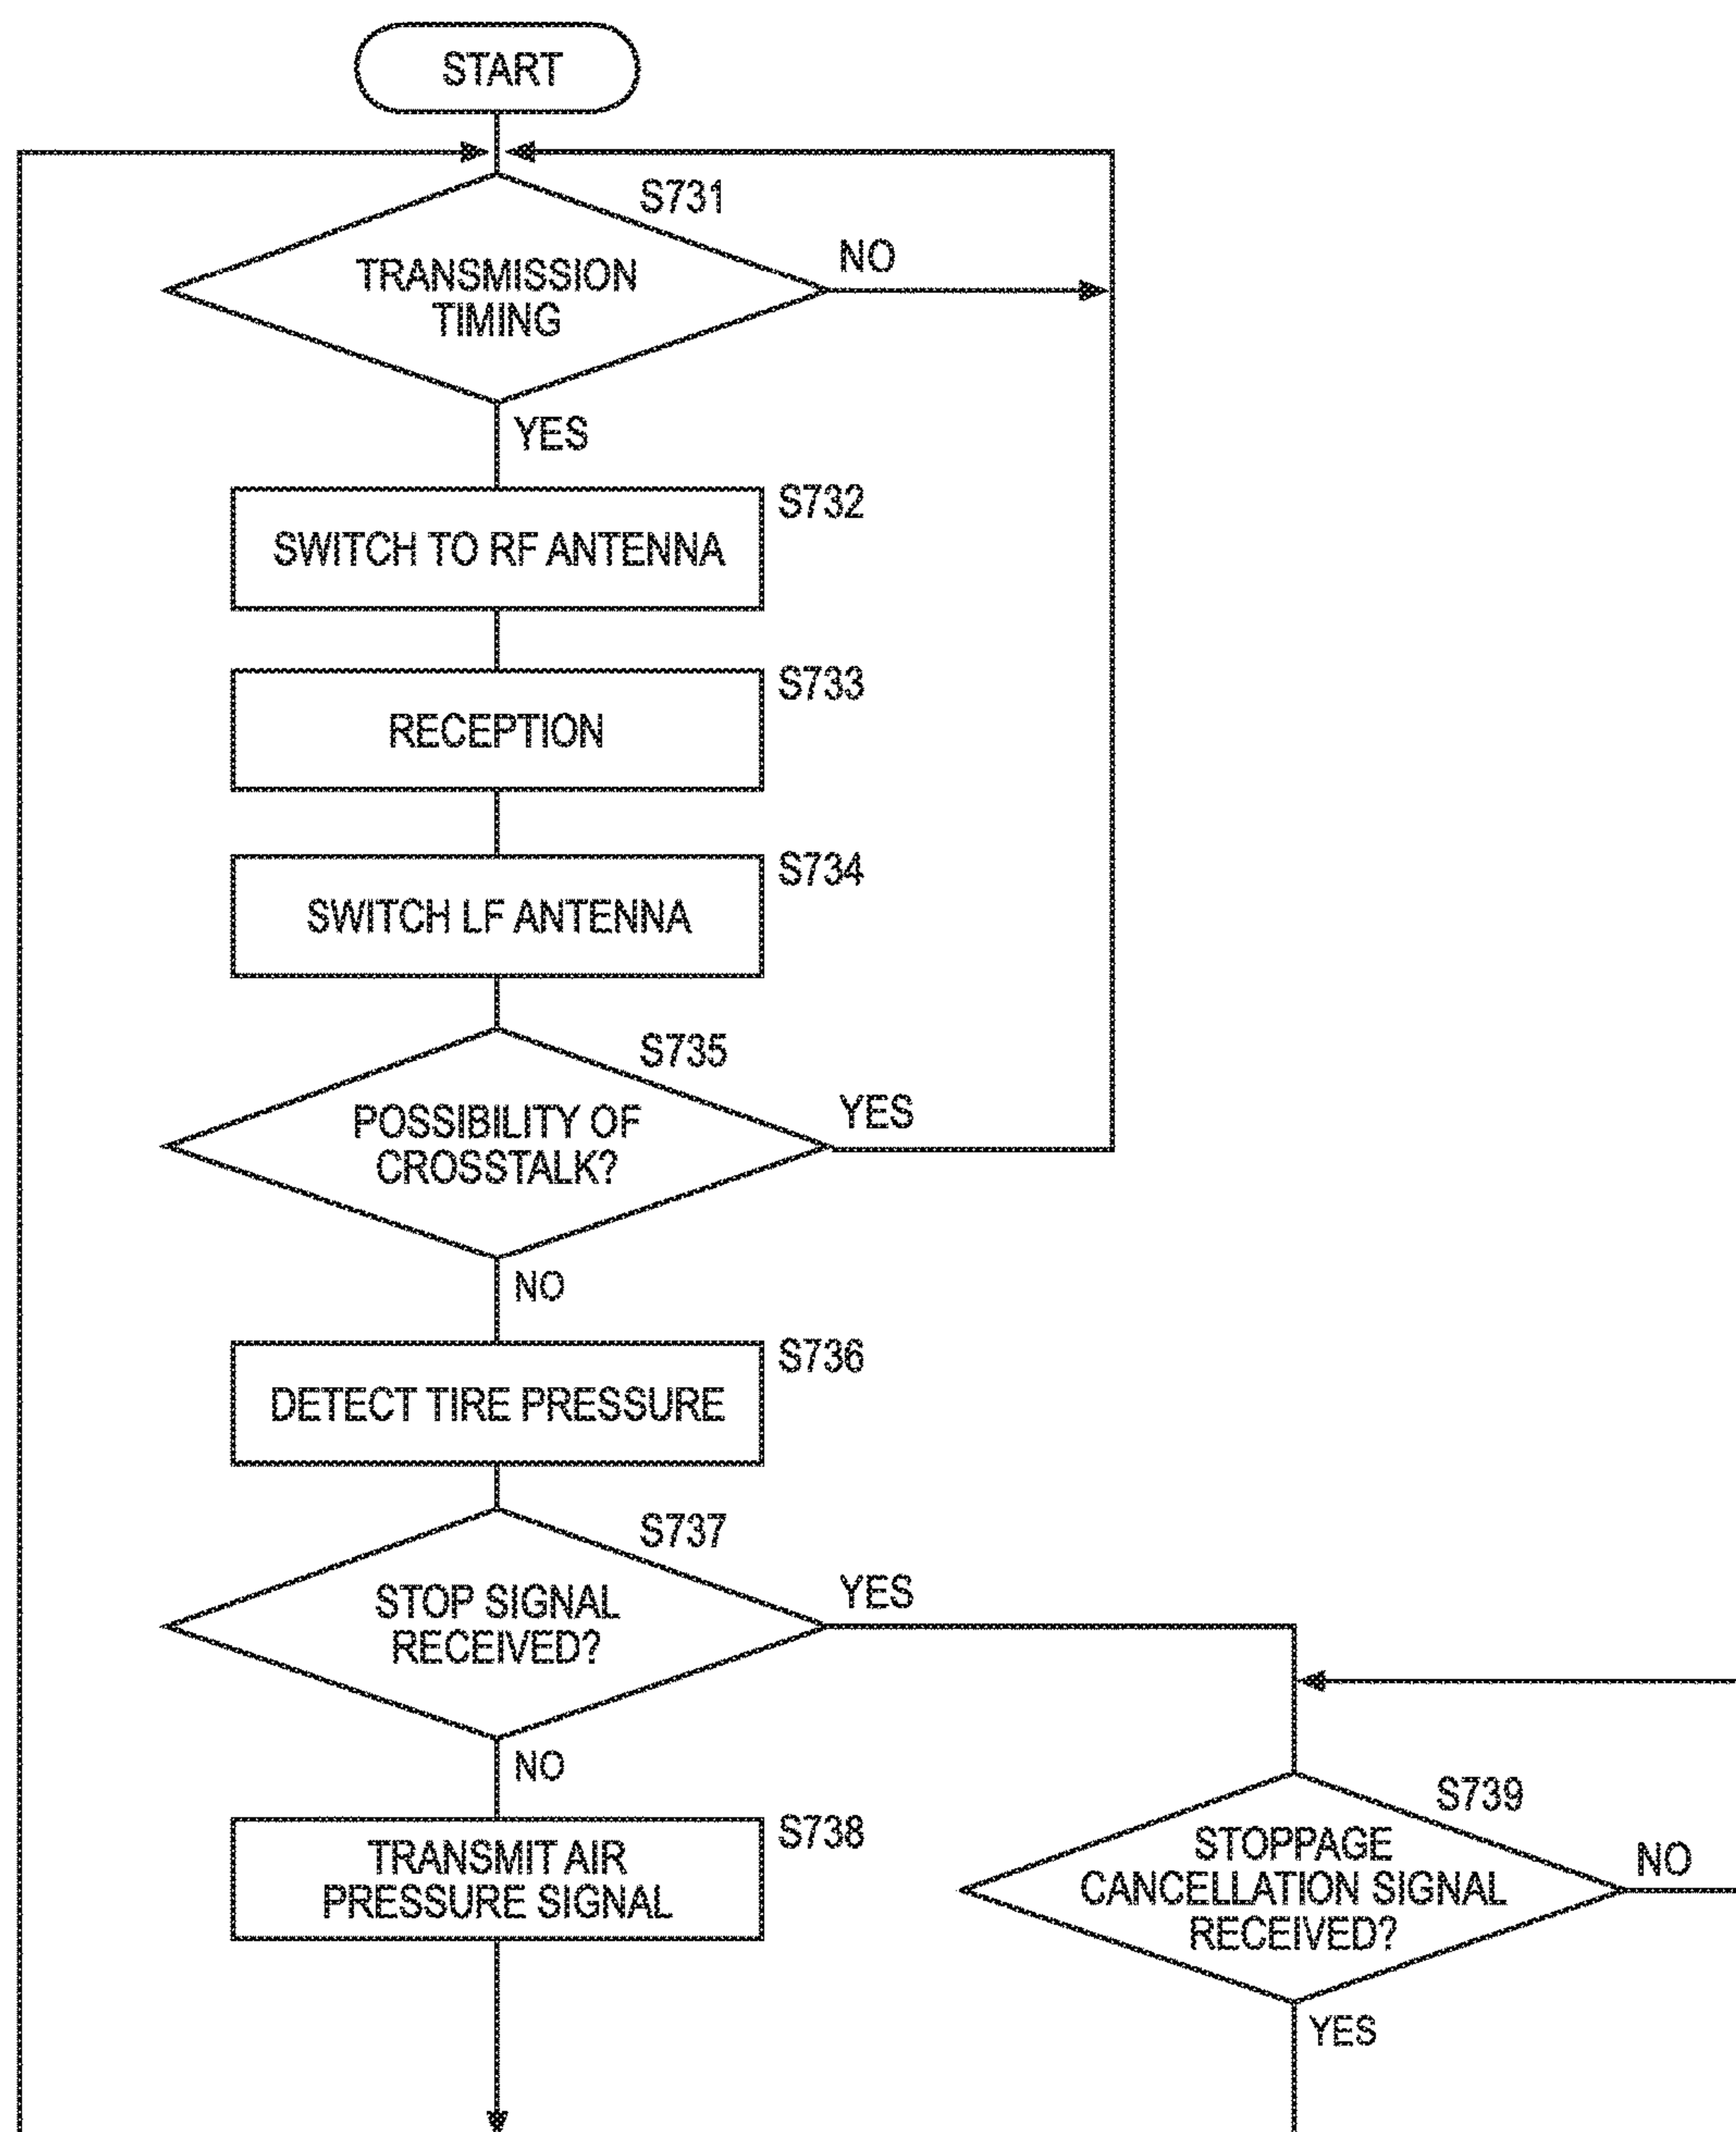 START
S731
TRANSMISSION
TIMING
NO
YES
S732
SWITCH TO RF ANTENNA
S733
RECEPTION
S734
SWITCH LF ANTENNA
S735
POSSIBILITY OF
CROSSTALK?
YES
NO
S736
DETECT TIRE PRESSURE
S737
STOP SIGNAL
RECEIVED?
YES
NO
S738
TRANSMIT AIR
PRESSURE SIGNAL
S739
STOPPAGE
CANCELLATION SIGNAL
RECEIVED?
NO
YES